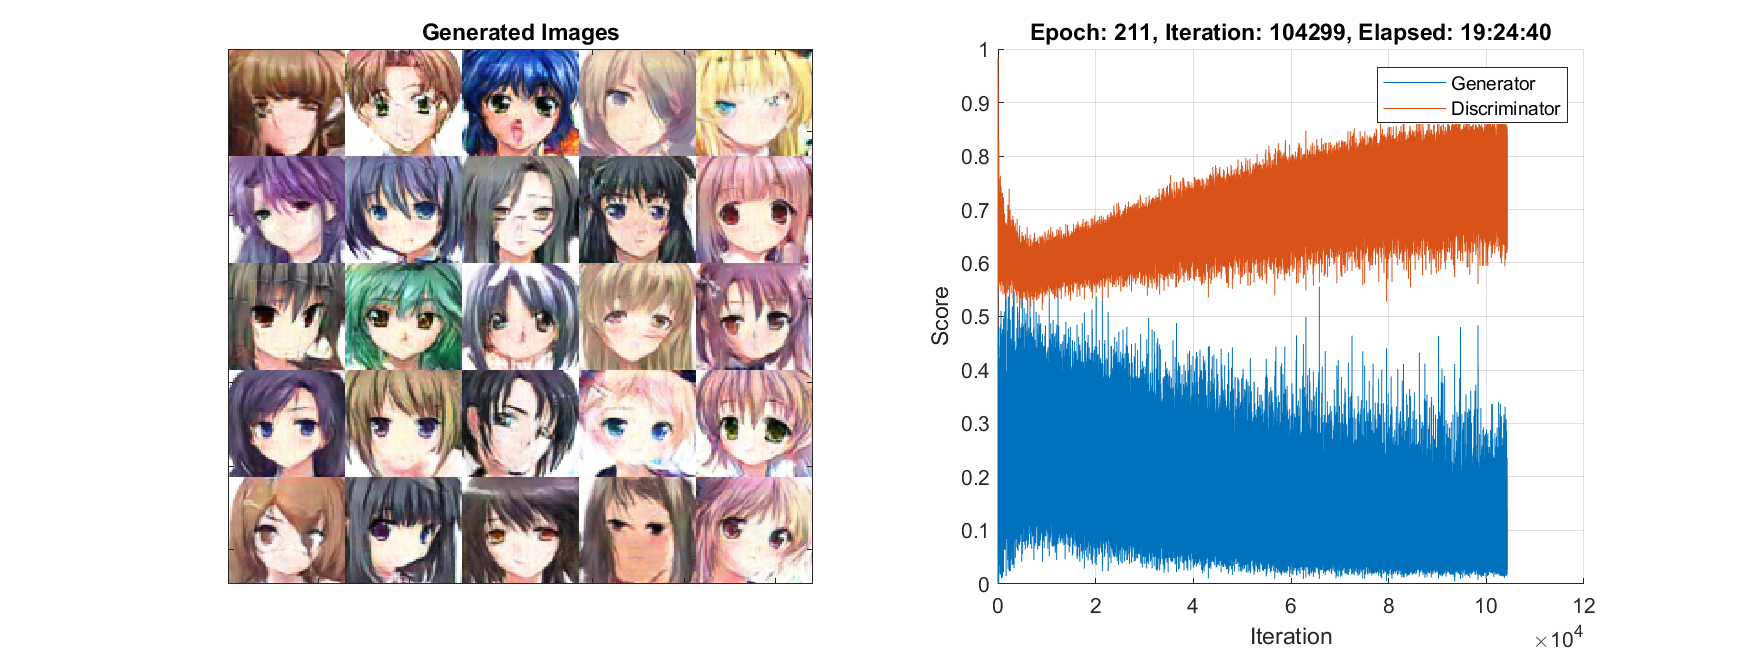 Generated Images
Epoch: 211, Iteration: 104299, Elapsed: 19:24:40
Generator
Discriminator
Score
1
0.9
0.8
0.7
0.6
0.5
0.4
0.3
0.2
0.1
0
0 2 4 6 8 10 12
Iteration
×10^4